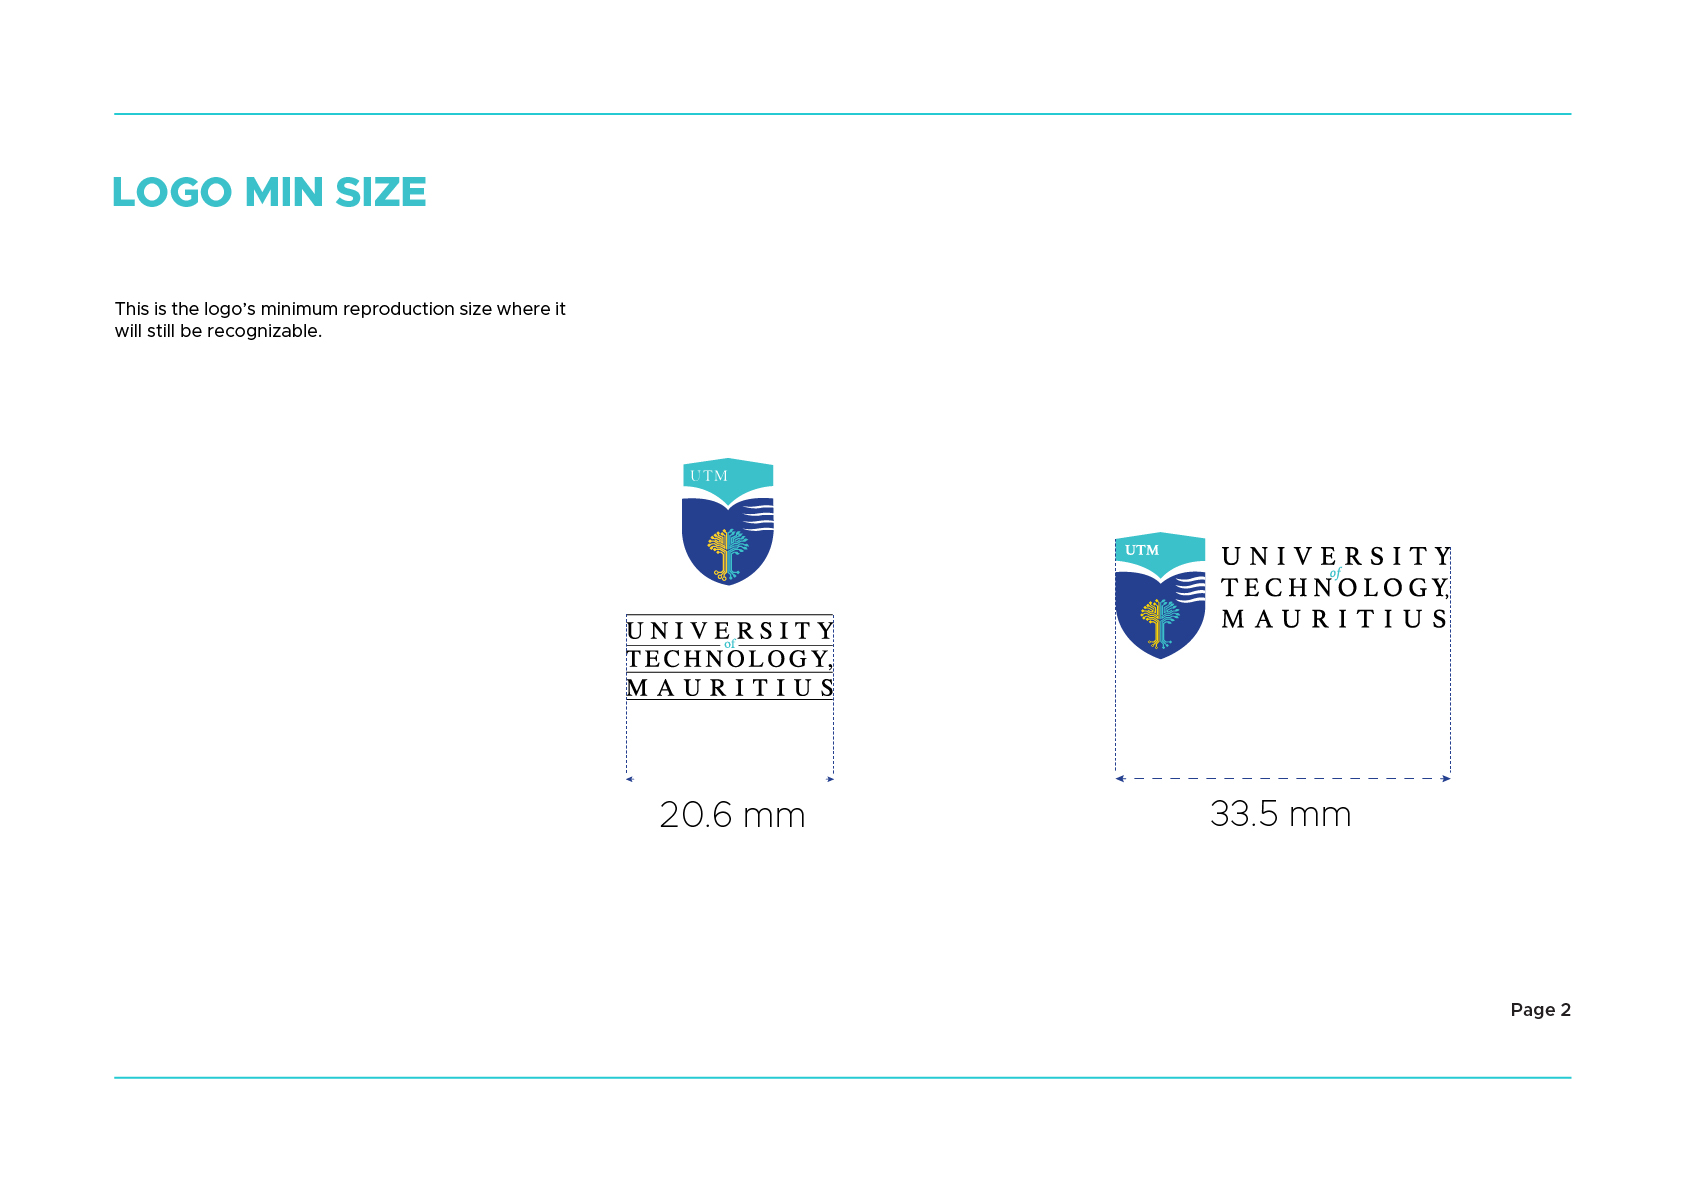 LOGO MIN SIZE
This is the logo’s minimum reproduction size where it
will still be recognizable.
UTM
UNIVERSITY
of
TECHNOLOGY,
MAURITIUS
20.6 mm
UTM
UNIVERSITY
of
TECHNOLOGY,
MAURITIUS
33.5 mm
Page 2